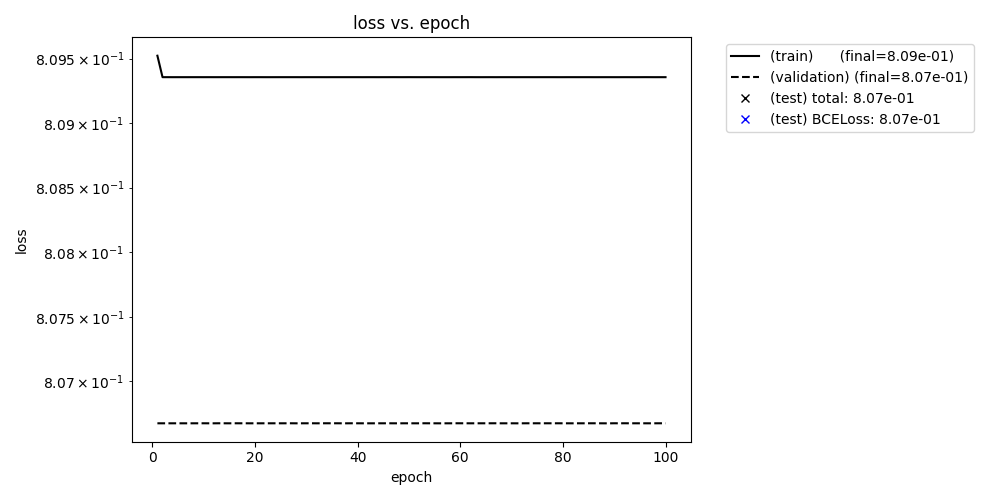 loss vs. epoch
8.095 × 10⁻¹
8.09 × 10⁻¹
8.085 × 10⁻¹
8.08 × 10⁻¹
8.075 × 10⁻¹
8.07 × 10⁻¹
loss
0 20 40 60 80 100
epoch
(train) (final=8.09e-01)
(validation) (final=8.07e-01)
(test) total: 8.07e-01
(test) BCELoss: 8.07e-01